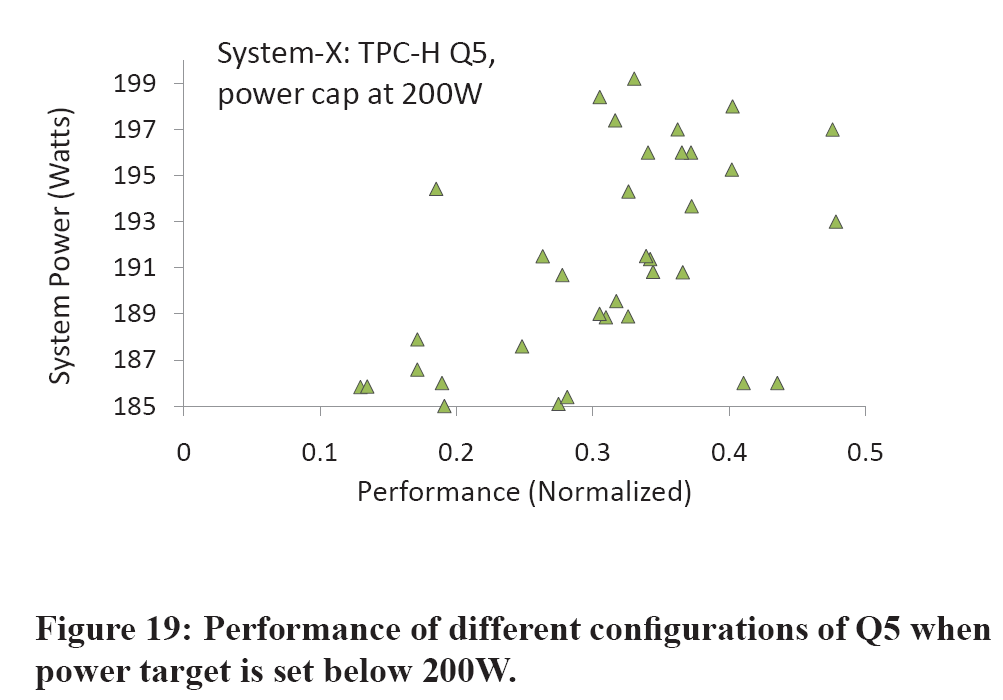 System-X: TPC-H Q5,
power cap at 200W
System Power (Watts)
199
197
195
193
191
189
187
185
0 0.1 0.2 0.3 0.4 0.5
Performance (Normalized)
Figure 19: Performance of different configurations of Q5 when
power target is set below 200W.